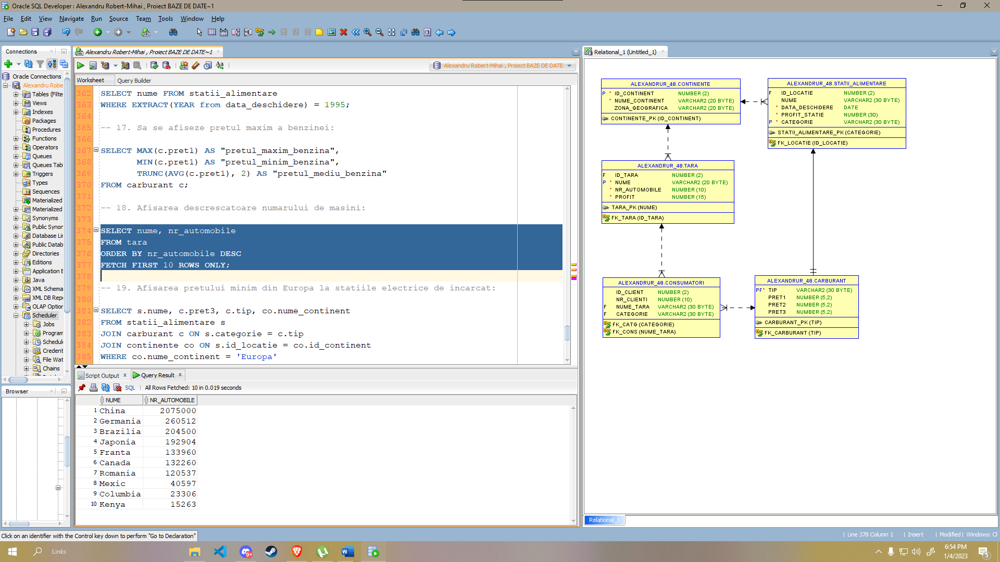 Oracle SQL Developer : Alexandru Robert-Mihai , Proiect BAZE DE DATE~1
File Edit View Navigate Run Source Team Tools Window Help
Connections
Oracle Connections
Alexandru Robe
Tables (Filte
Views
Indexes
Packages
Procedures
Functions
Operators
Queues
Queues Tab
Triggers
Types
Sequences
Materialized
Materialized
Synonyms
Public Synon
Database Lin
Public Datab
Directories
Editions
Application E
Java
XML Schema
XML DB Repo
OLAP Option
Scheduler
Jobs
Program
Schedul
Credent
File Wat
Chains
Browser
Alexandru Robert-Mihai , Proiect BAZE DE DATE~1
Alexandru Robert-Mihai , Proiect BAZE DE DATE
Worksheet Query Builder
362 SELECT nume FROM statii_alimentare
363 WHERE EXTRACT(YEAR from data_deschidere) = 1995;
364
365 -- 17. Sa se afiseze pretul maxim a benzinei:
366
367 SELECT MAX(c.pret1) AS "pretul_maxim_benzina",
368 MIN(c.pret1) AS "pretul_minim_benzina",
369 TRUNC(AVG(c.pret1), 2) AS "pretul_mediu_benzina"
370 FROM carburant c;
371
372 -- 18. Afisarea descrescatoare numarului de masini:
373
374 SELECT nume, nr_automobile
375 FROM tara
376 ORDER BY nr_automobile DESC
377 FETCH FIRST 10 ROWS ONLY;
378
379 -- 19. Afisarea pretului minim din Europa la statiile electrice de incarcat:
380
381 SELECT s.nume, c.pret3, c.tip, co.nume_continent
382 FROM statii_alimentare s
383 JOIN carburant c ON s.categorie = c.tip
384 JOIN continente co ON s.id_locatie = co.id_continent
385 WHERE co.nume_continent = 'Europa'
Script Output Query Result
SQL All Rows Fetched: 10 in 0.019 seconds
NUME NR_AUTOMOBILE
1 China 2075000
2 Germania 260512
3 Brazilia 204500
4 Japonia 192904
5 Franta 133960
6 Canada 132260
7 Romania 120537
8 Mexic 40597
9 Columbia 23306
10 Kenya 15263
Relational_1 (Untitled_1)
ALEXANDRUR_48.CONTINENTE
P * ID_CONTINENT NUMBER (2)
* NUME_CONTINENT VARCHAR2 (20 BYTE)
ZONA_GEOGRAFICA VARCHAR2 (20 BYTE)
CONTINENTE_PK (ID_CONTINENT)
ALEXANDRUR_48.STATII_ALIMENTARE
F ID_LOCATIE NUMBER (2)
NUME VARCHAR2 (30 BYTE)
* DATA_DESCHIDERE DATE
* PROFIT_STATIE NUMBER (30)
P * CATEGORIE VARCHAR2 (30 BYTE)
STATII_ALIMENTARE_PK (CATEGORIE)
FK_LOCATIE (ID_LOCATIE)
ALEXANDRUR_48.TARA
F ID_TARA NUMBER (2)
P * NUME VARCHAR2 (20 BYTE)
* NR_AUTOMOBILE NUMBER (10)
* PROFIT NUMBER (15)
TARA_PK (NUME)
FK_TARA (ID_TARA)
ALEXANDRUR_48.CONSUMATORI
ID_CLIENT NUMBER (2)
NR_CLIENTI NUMBER (10)
F NUME_TARA VARCHAR2 (30 BYTE)
F CATEGORIE VARCHAR2 (30 BYTE)
FK_CATG (CATEGORIE)
FK_CONS (NUME_TARA)
ALEXANDRUR_48.CARBURANT
PF* TIP VARCHAR2 (30 BYTE)
PRET1 NUMBER (5,2)
PRET2 NUMBER (5,2)
PRET3 NUMBER (5,2)
CARBURANT_PK (TIP)
FK_CARBURANT (TIP)
Relational_1
Click on an identifier with the Control key down to perform "Go to Declaration"
Line 378 Column 1 Insert Modified Windows: CF
Links
9+
6:54 PM
1/4/2023
5